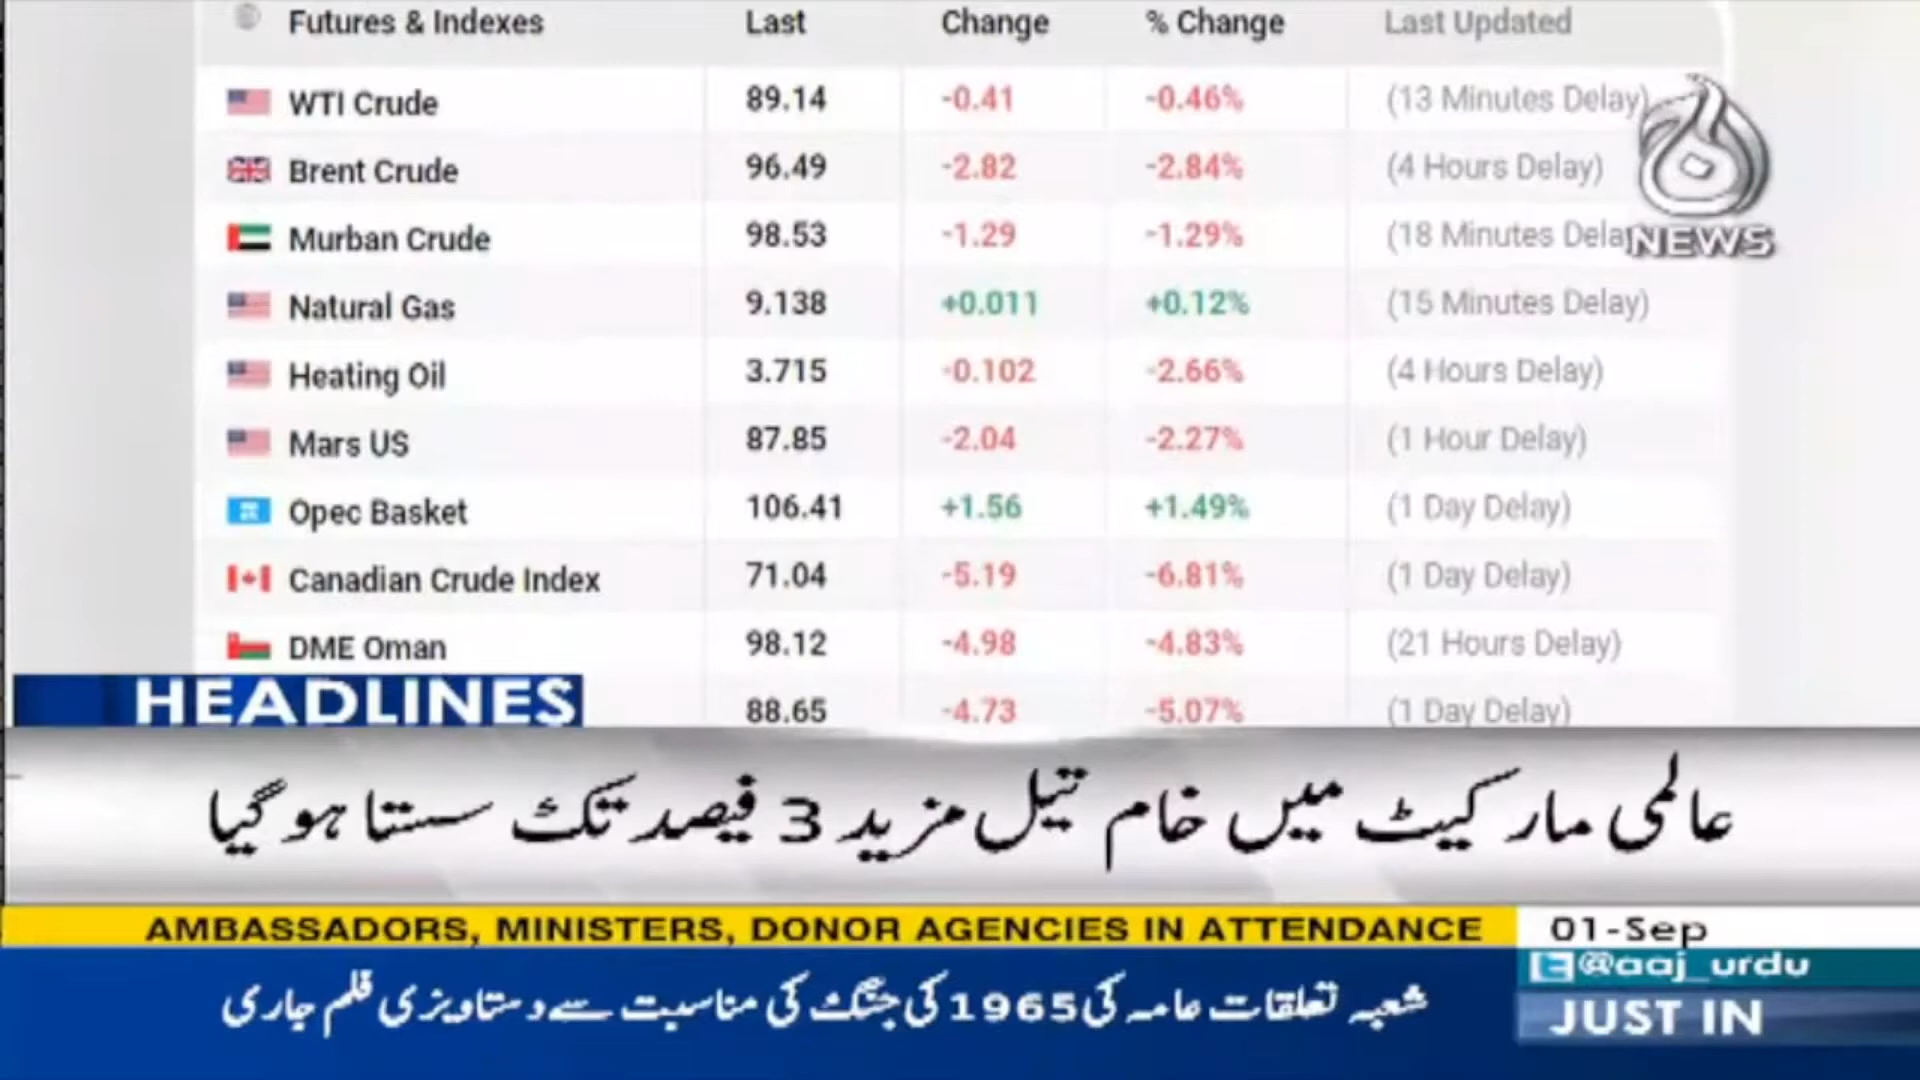 Futures & Indexes Last Change % Change Last Updated
WTI Crude 89.14 -0.41 -0.46% (13 Minutes Delay)
Brent Crude 96.49 -2.82 -2.84% (4 Hours Delay)
Murban Crude 98.53 -1.29 -1.29% (18 Minutes Dela
NEWS
Natural Gas 9.138 +0.011 +0.12% (15 Minutes Delay)
Heating Oil 3.715 -0.102 -2.66% (4 Hours Delay)
Mars US 87.85 -2.04 -2.27% (1 Hour Delay)
Opec Basket 106.41 +1.56 +1.49% (1 Day Delay)
Canadian Crude Index 71.04 -5.19 -6.81% (1 Day Delay)
DME Oman 98.12 -4.98 -4.83% (21 Hours Delay)
88.65 -4.73 -5.07% (1 Day Delay)
HEADLINES
عالمی مارکیٹ میں خام تیل مزید 3 فیصد تک سستا ہوگیا
AMBASSADORS, MINISTERS, DONOR AGENCIES IN ATTENDANCE
01-Sep
@aaj_urdu
شعبہ تعلقات عامہ کی 1965 کی جنگ کی مناسبت سے دستاویزی فلم جاری
JUST IN